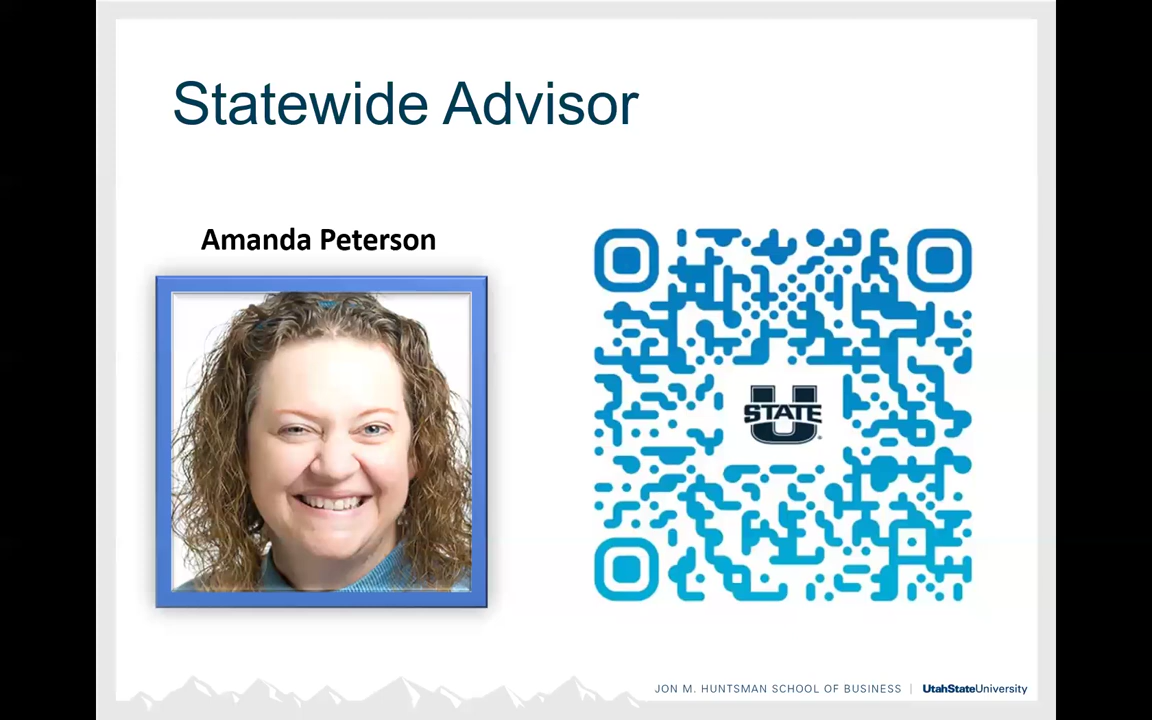 Statewide Advisor
Amanda Peterson
U
STATE
JON M. HUNTSMAN SCHOOL OF BUSINESS | UtahStateUniversity